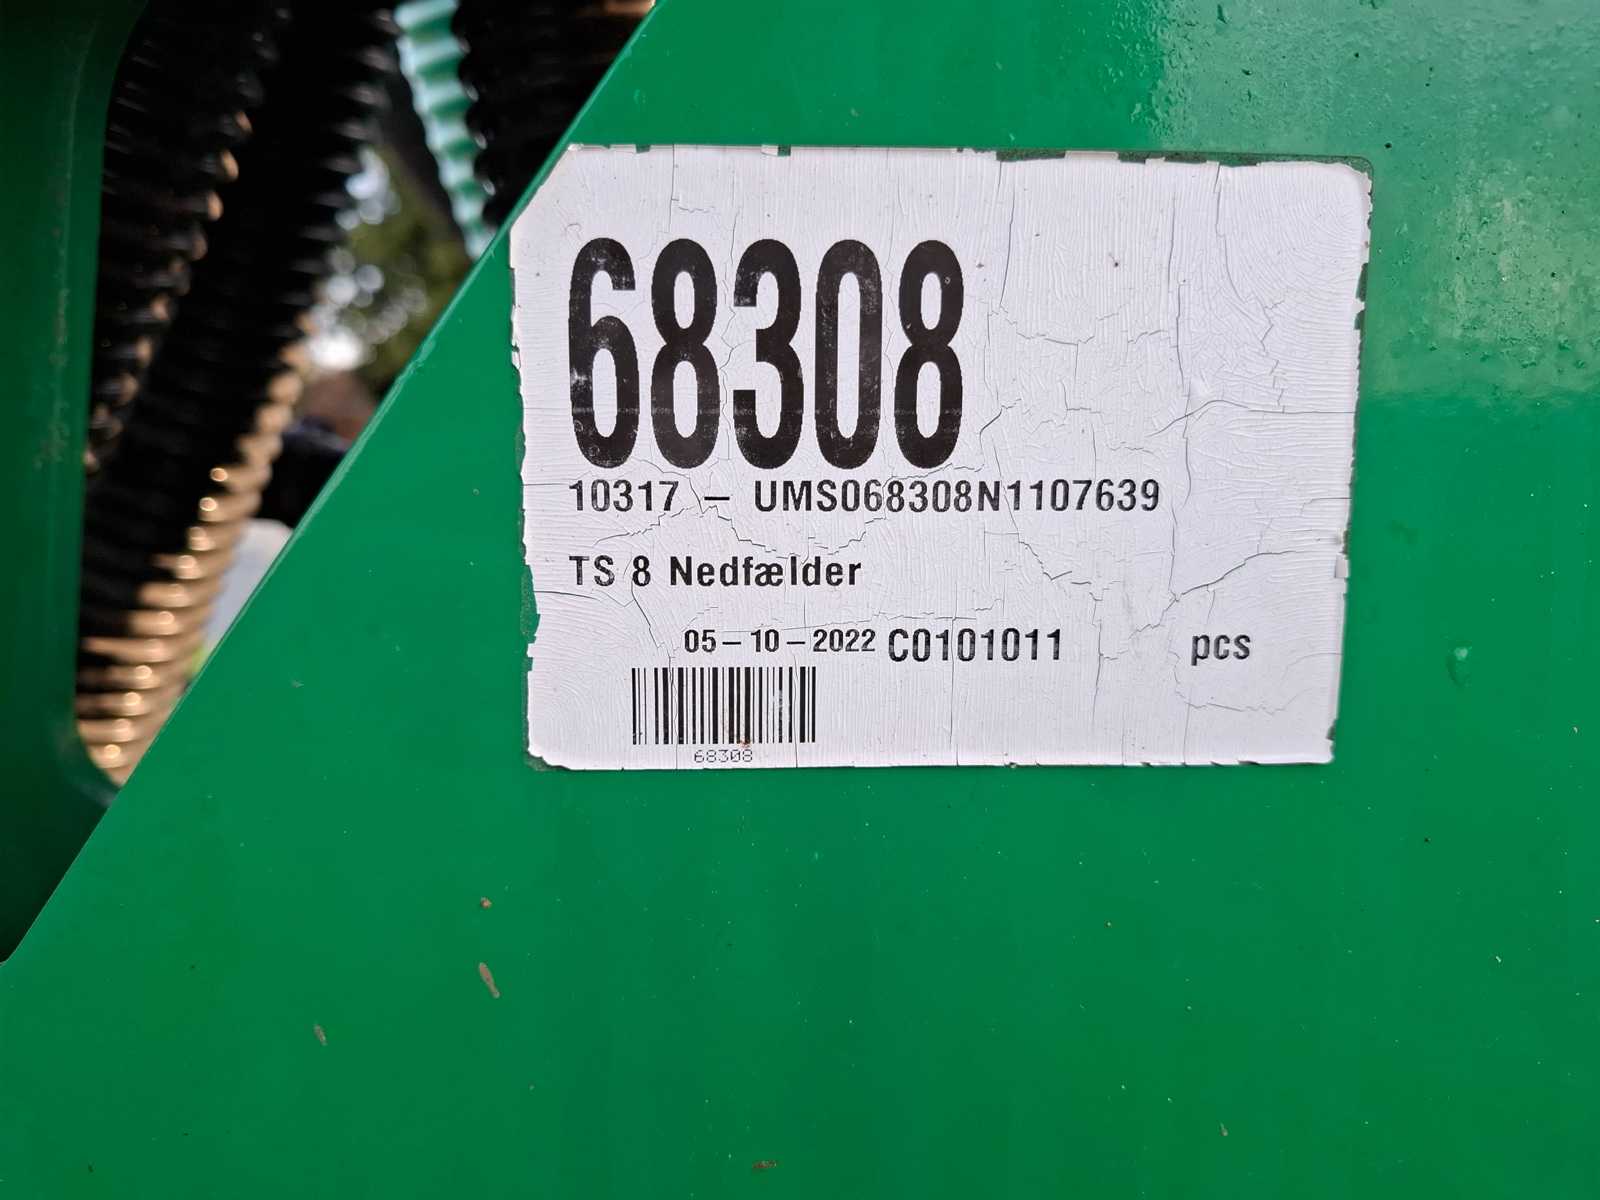 68308
10317 – UMS068308N1107639
TS 8 Nedfælder
05–10–2022 C0101011 pcs
68308